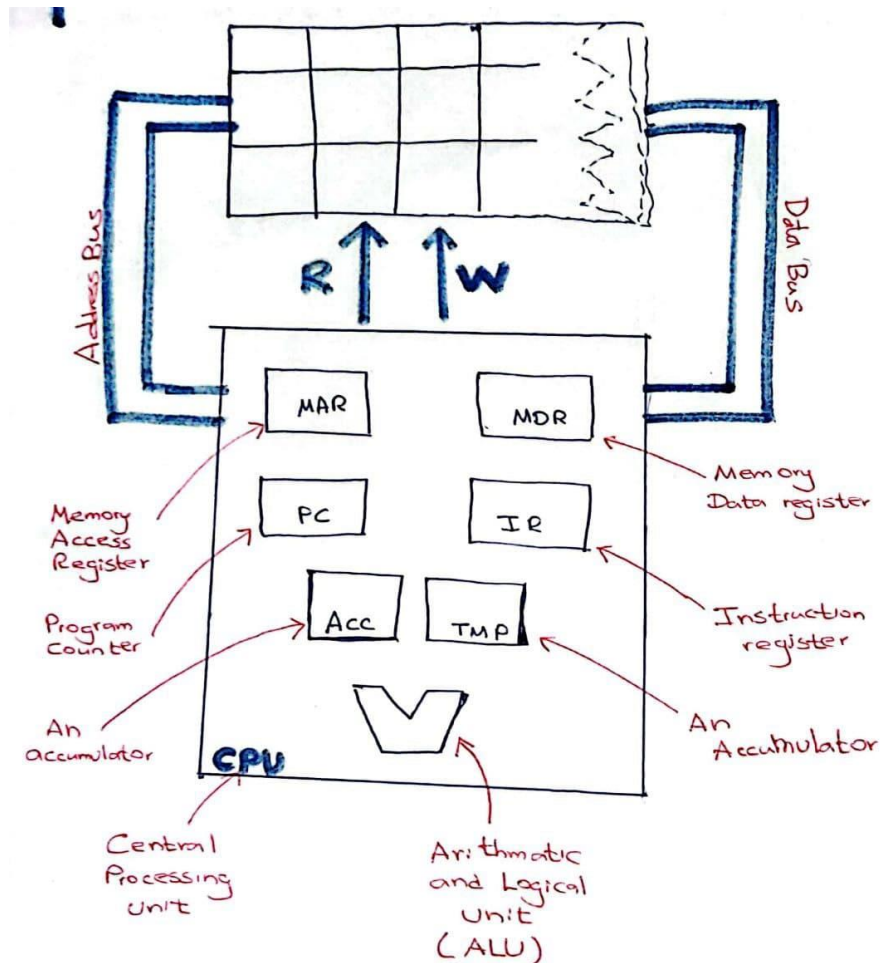 Address Bus
Data Bus
R
W
MAR
MDR
Memory
Access
Register
Memory
Data register
PC
IR
Program
Counter
Instruction
register
Acc
TMP
An
accumulator
An
Accumulator
CPU
Central
Processing
Unit
Arithmatic
and Logical
Unit
(ALU)